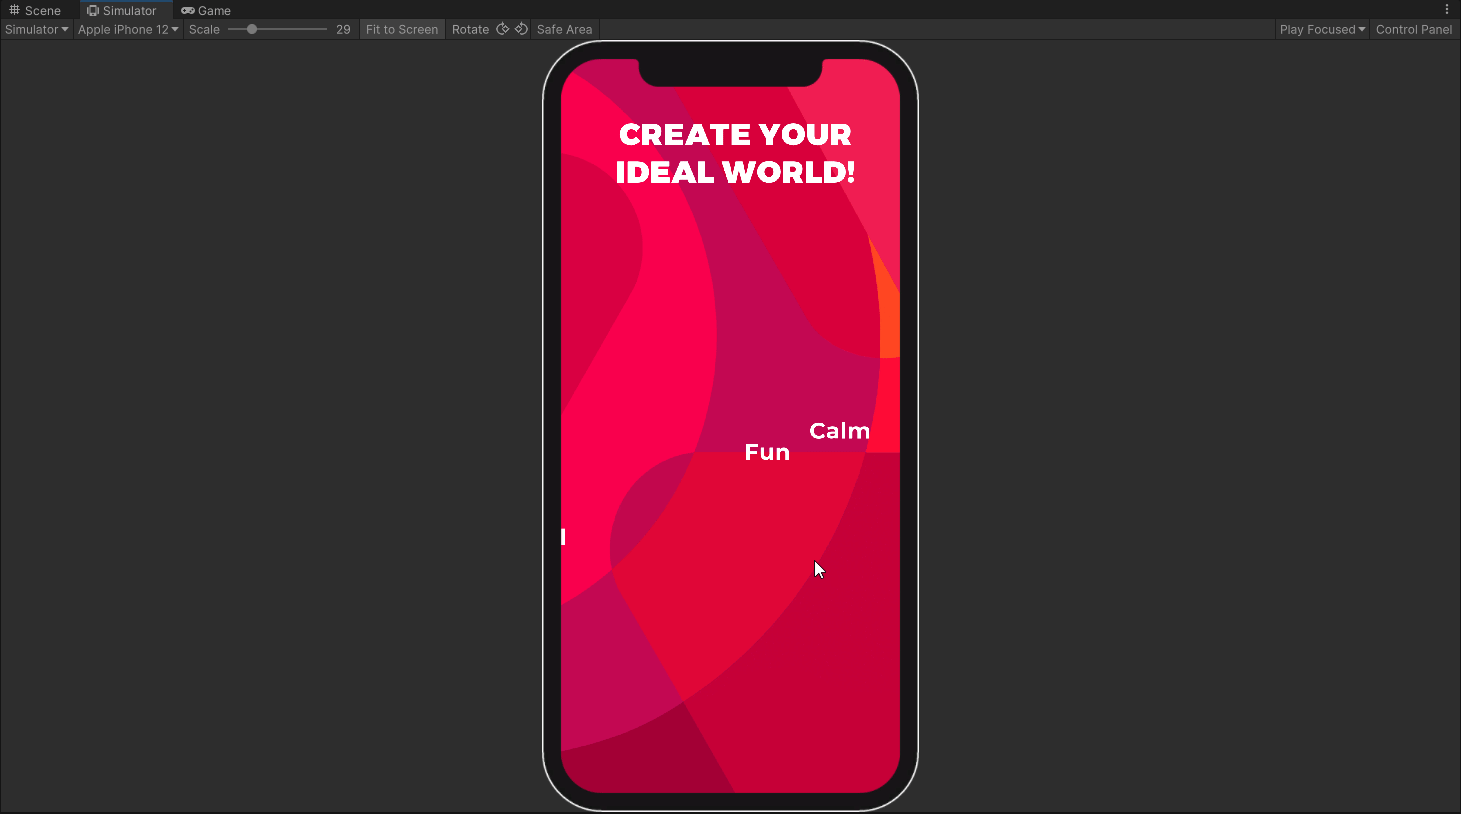 Scene Simulator Game
Simulator Apple iPhone 12 Scale 29 Fit to Screen Rotate Safe Area Play Focused Control Panel
CREATE YOUR
IDEAL WORLD!
Calm
Fun